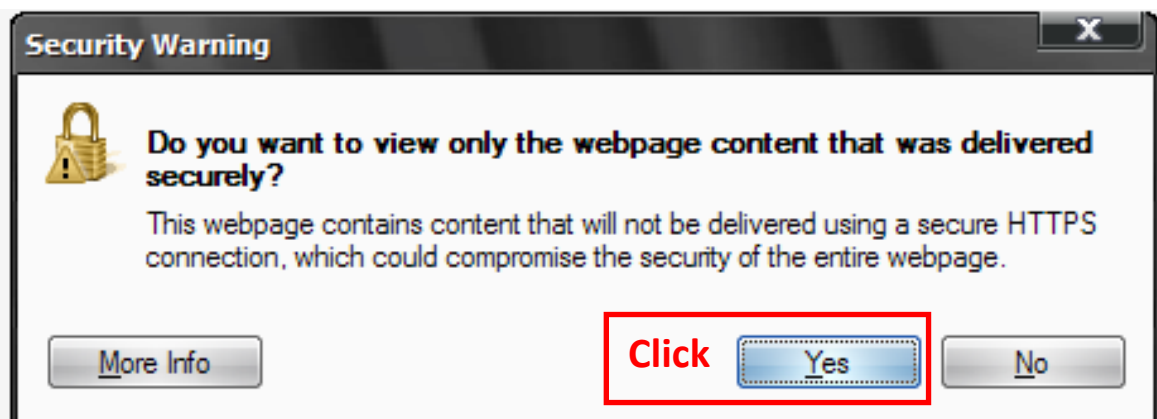 Security Warning
X
Do you want to view only the webpage content that was delivered
securely?
This webpage contains content that will not be delivered using a secure HTTPS
connection, which could compromise the security of the entire webpage.
More Info Click Yes No